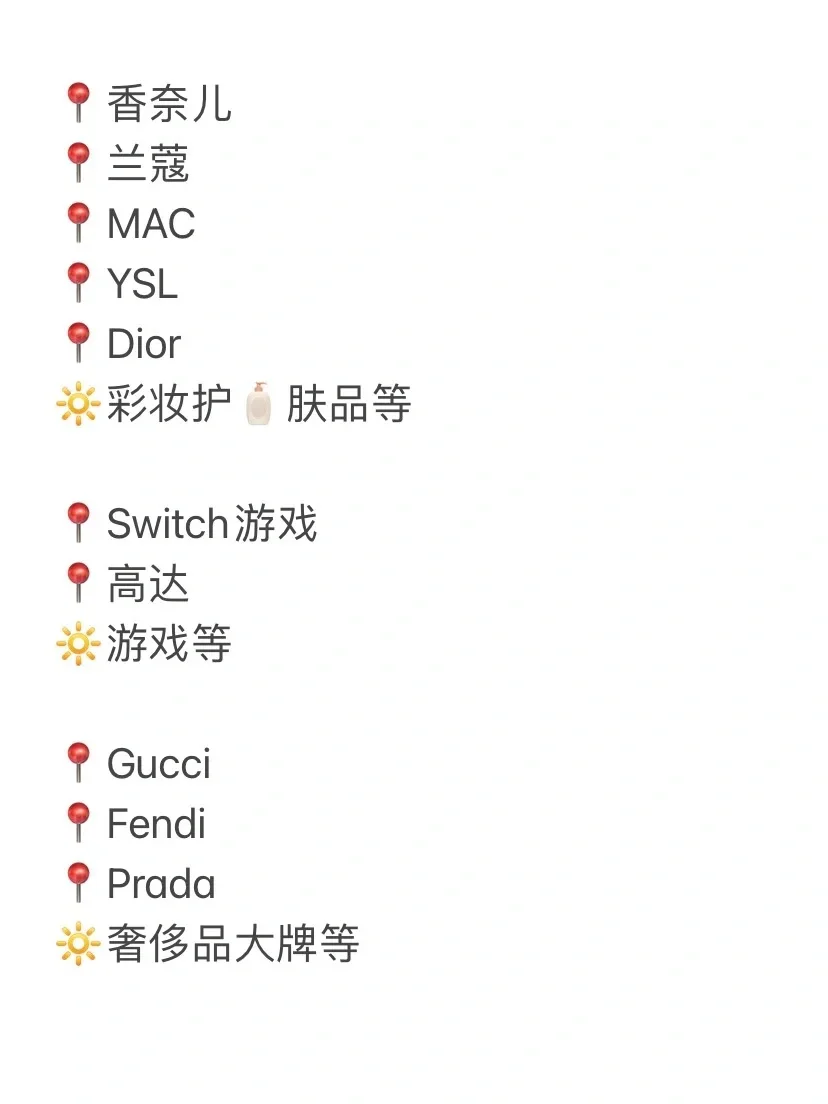 📍香奈儿
📍兰蔻
📍MAC
📍YSL
📍Dior
🔆彩妆护🧴肤品等
📍Switch游戏
📍高达
🔆游戏等
📍Gucci
📍Fendi
📍Prada
🔆奢侈品大牌等